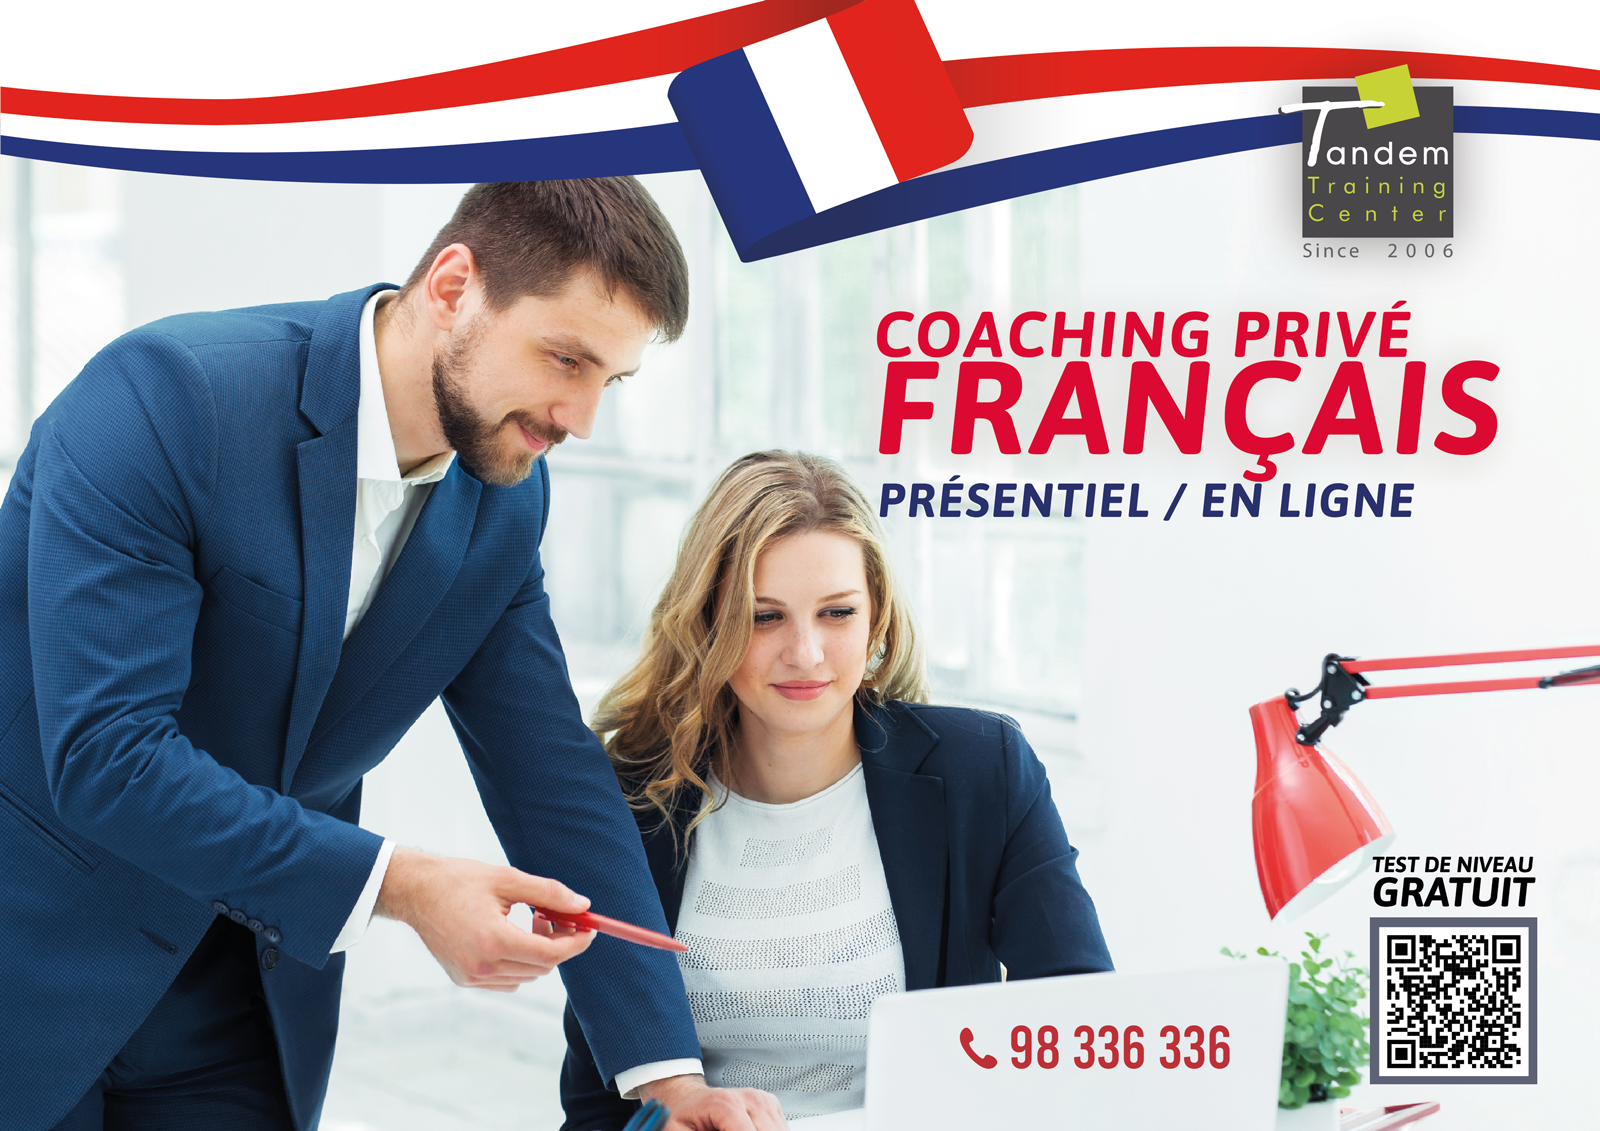 Tandem
Training
Center
Since 2006
COACHING PRIVÉ
FRANÇAIS
PRÉSENTIEL / EN LIGNE
TEST DE NIVEAU
GRATUIT
98 336 336